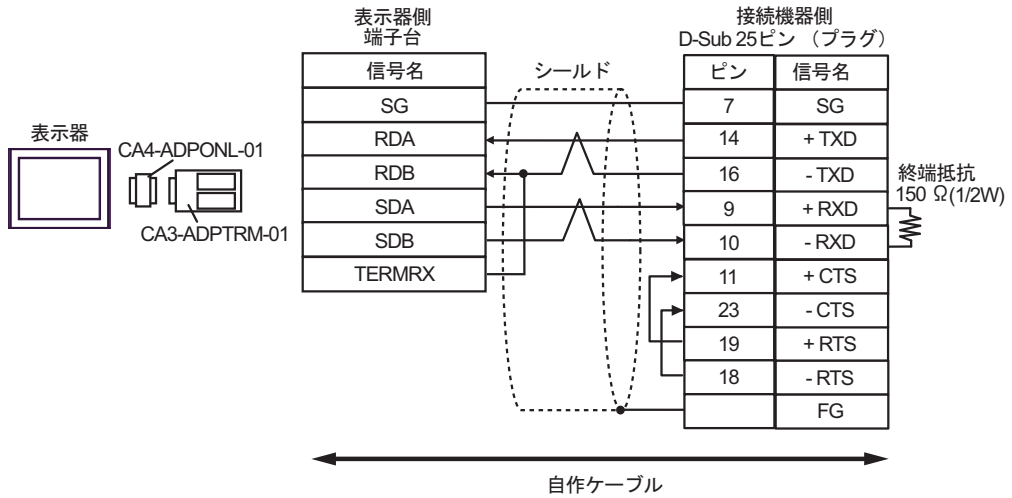 表示器側
端子台
接続機器側
D-Sub 25ピン （プラグ）
信号名
シールド
ピン
信号名
SG
7
SG
RDA
14
+ TXD
RDB
16
- TXD
SDA
9
+ RXD
SDB
10
- RXD
TERMRX
11
+ CTS
23
- CTS
19
+ RTS
18
- RTS
FG
表示器
CA4-ADPONL-01
CA3-ADPTRM-01
終端抵抗
150 Ω(1/2W)
自作ケーブル